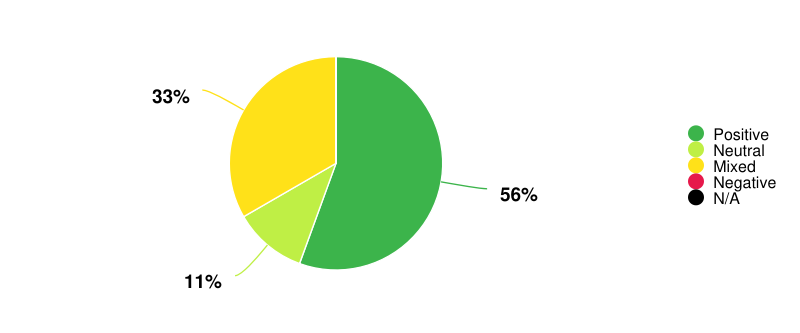 33%
56%
11%
Positive
Neutral
Mixed
Negative
N/A